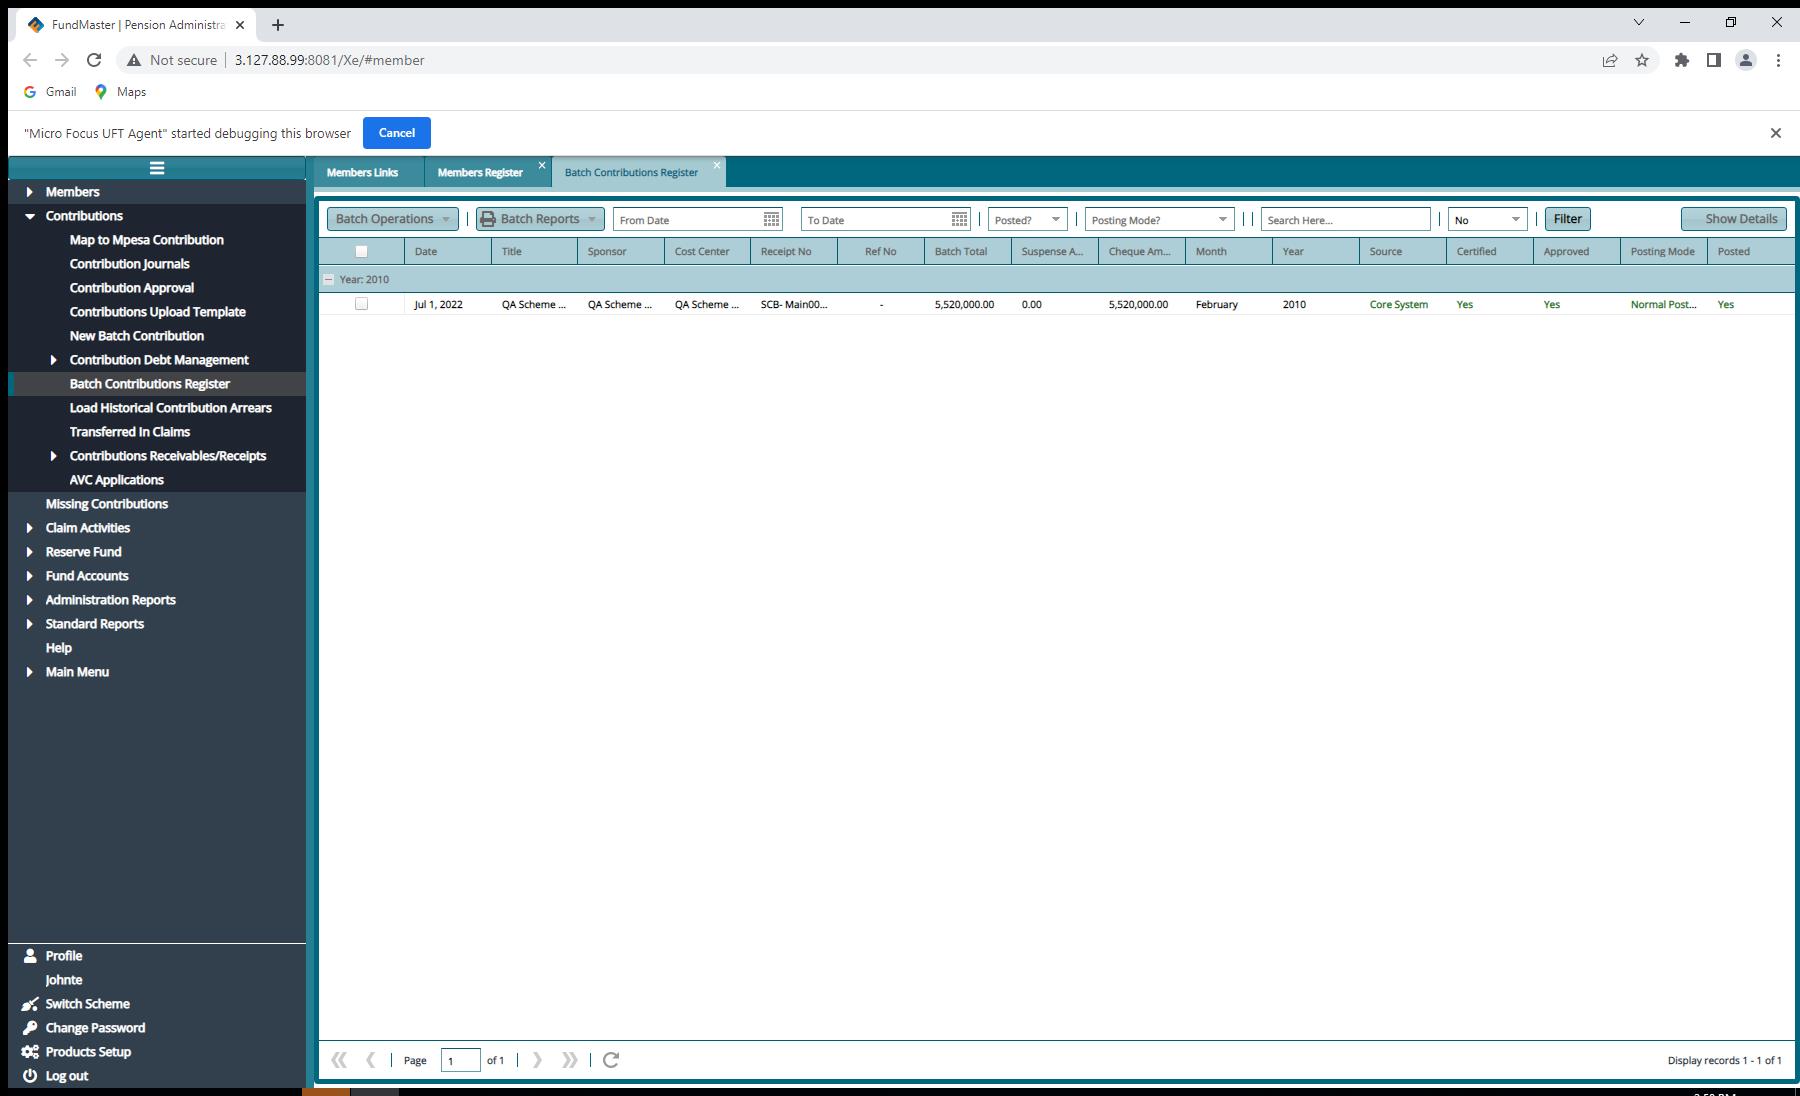 FundMaster | Pension Administra
Not secure 3.127.88.99:8081/Xe/#member
Gmail Maps
"Micro Focus UFT Agent" started debugging this browser Cancel
Members Links Members Register Batch Contributions Register
Members
Contributions
Map to Mpesa Contribution
Contribution Journals
Contribution Approval
Contributions Upload Template
New Batch Contribution
Contribution Debt Management
Batch Contributions Register
Load Historical Contribution Arrears
Transferred In Claims
Contributions Receivables/Receipts
AVC Applications
Missing Contributions
Claim Activities
Reserve Fund
Fund Accounts
Administration Reports
Standard Reports
Help
Main Menu
Profile
Johnte
Switch Scheme
Change Password
Products Setup
Log out
Batch Operations Batch Reports From Date To Date Posted? Posting Mode? Search Here... No Filter Show Details
Date Title Sponsor Cost Center Receipt No Ref No Batch Total Suspense A... Cheque Am... Month Year Source Certified Approved Posting Mode Posted
Year: 2010
Jul 1, 2022 QA Scheme ... QA Scheme ... QA Scheme ... SCB- Main00... - 5,520,000.00 0.00 5,520,000.00 February 2010 Core System Yes Yes Normal Post... Yes
Page 1 of 1 Display records 1 - 1 of 1